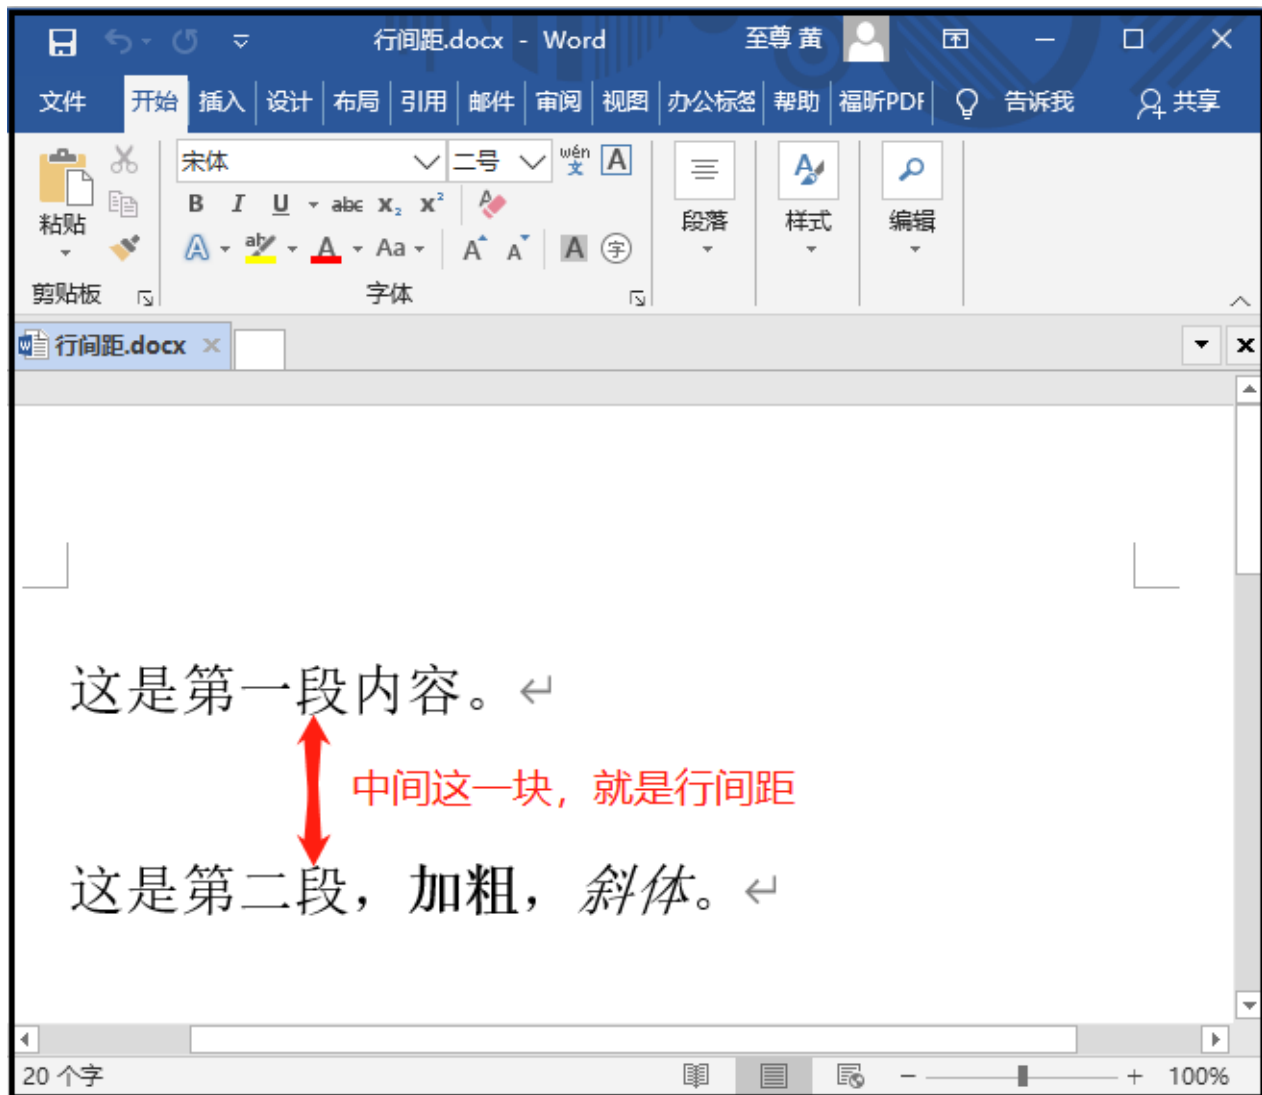 行间距.docx - Word 至尊 黄
文件 开始 插入 设计 布局 引用 邮件 审阅 视图 办公标签 帮助 福昕PDF 告诉我 共享
宋体 二号 wén 文 A
B I U abc x₂ x² A
粘贴 段落 样式 编辑
A ab A Aa A A A 字
剪贴板 字体
行间距.docx
这是第一段内容。
中间这一块，就是行间距
这是第二段，加粗，斜体。
20 个字 100%